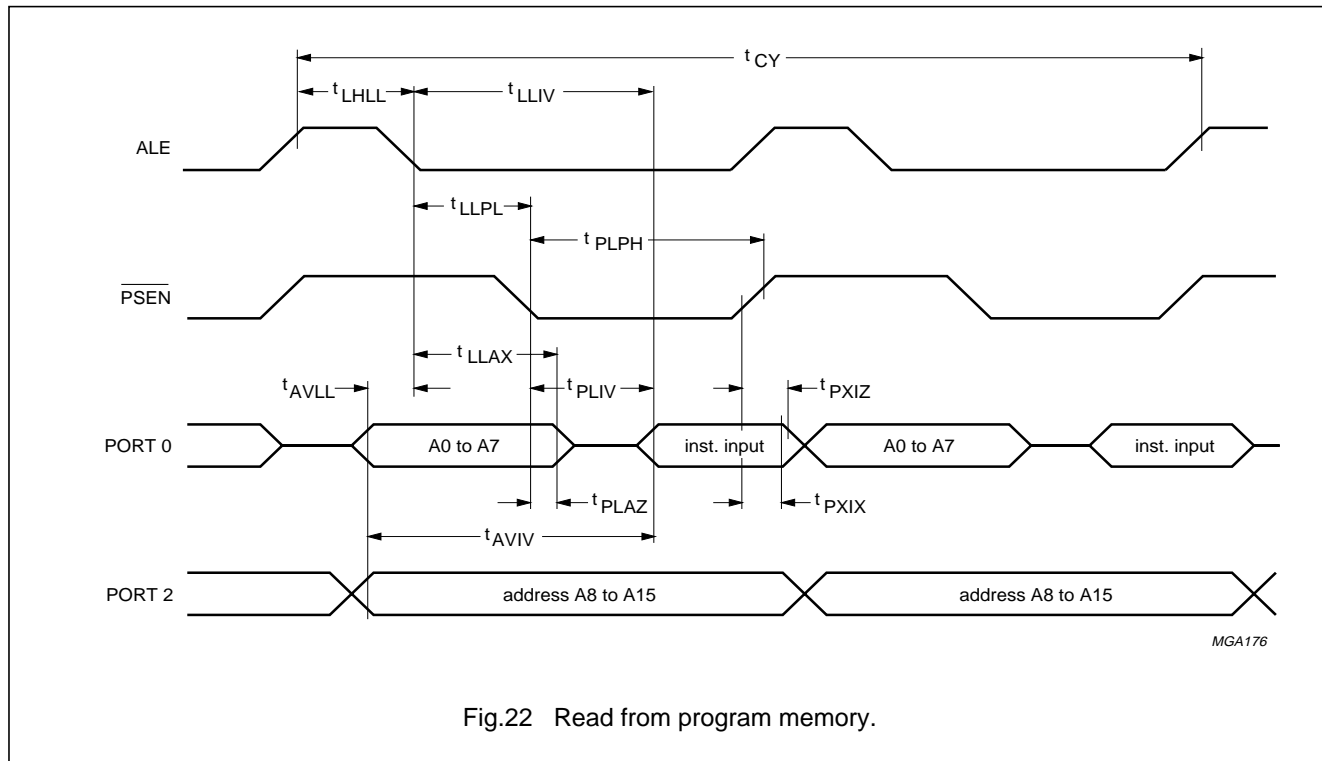 t CY
t LHLL
t LLIV
ALE
t LLPL
t PLPH
PSEN
t LLAX
t AVLL
t PLIV
t PXIZ
PORT 0
A0 to A7
inst. input
A0 to A7
inst. input
t PLAZ
t PXIX
t AVIV
PORT 2
address A8 to A15
address A8 to A15
MGA176
Fig.22 Read from program memory.